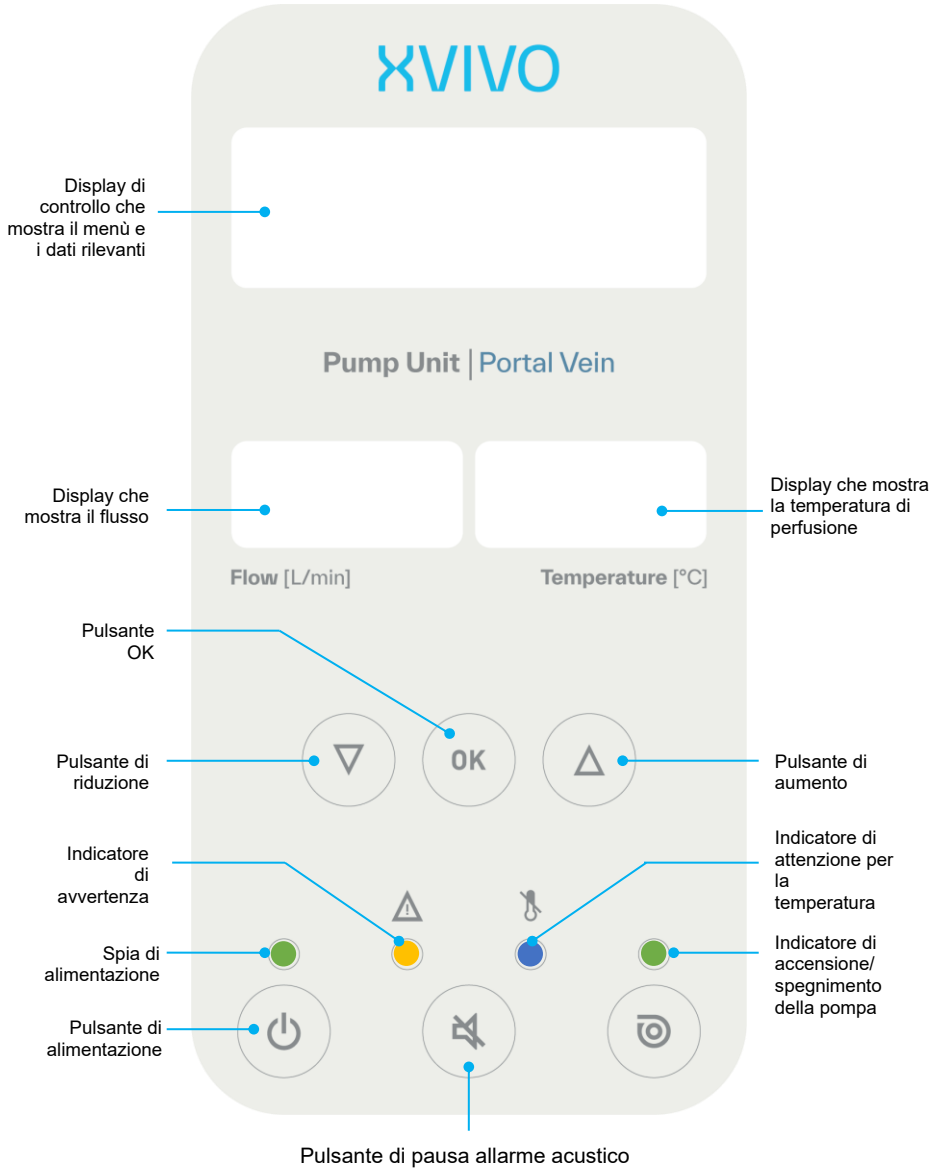 XVIVO
Display di
controllo che
mostra il menù e
i dati rilevanti
Pump Unit | Portal Vein
Display che
mostra il flusso
Display che mostra
la temperatura di
perfusione
Flow [L/min]
Temperature [°C]
Pulsante
OK
Pulsante di
riduzione
OK
Pulsante di
aumento
Indicatore
di
avvertenza
Indicatore di
attenzione per
la
temperatura
Spia di
alimentazione
Indicatore di
accensione/
spegnimento
della pompa
Pulsante di
alimentazione
Pulsante di pausa allarme acustico